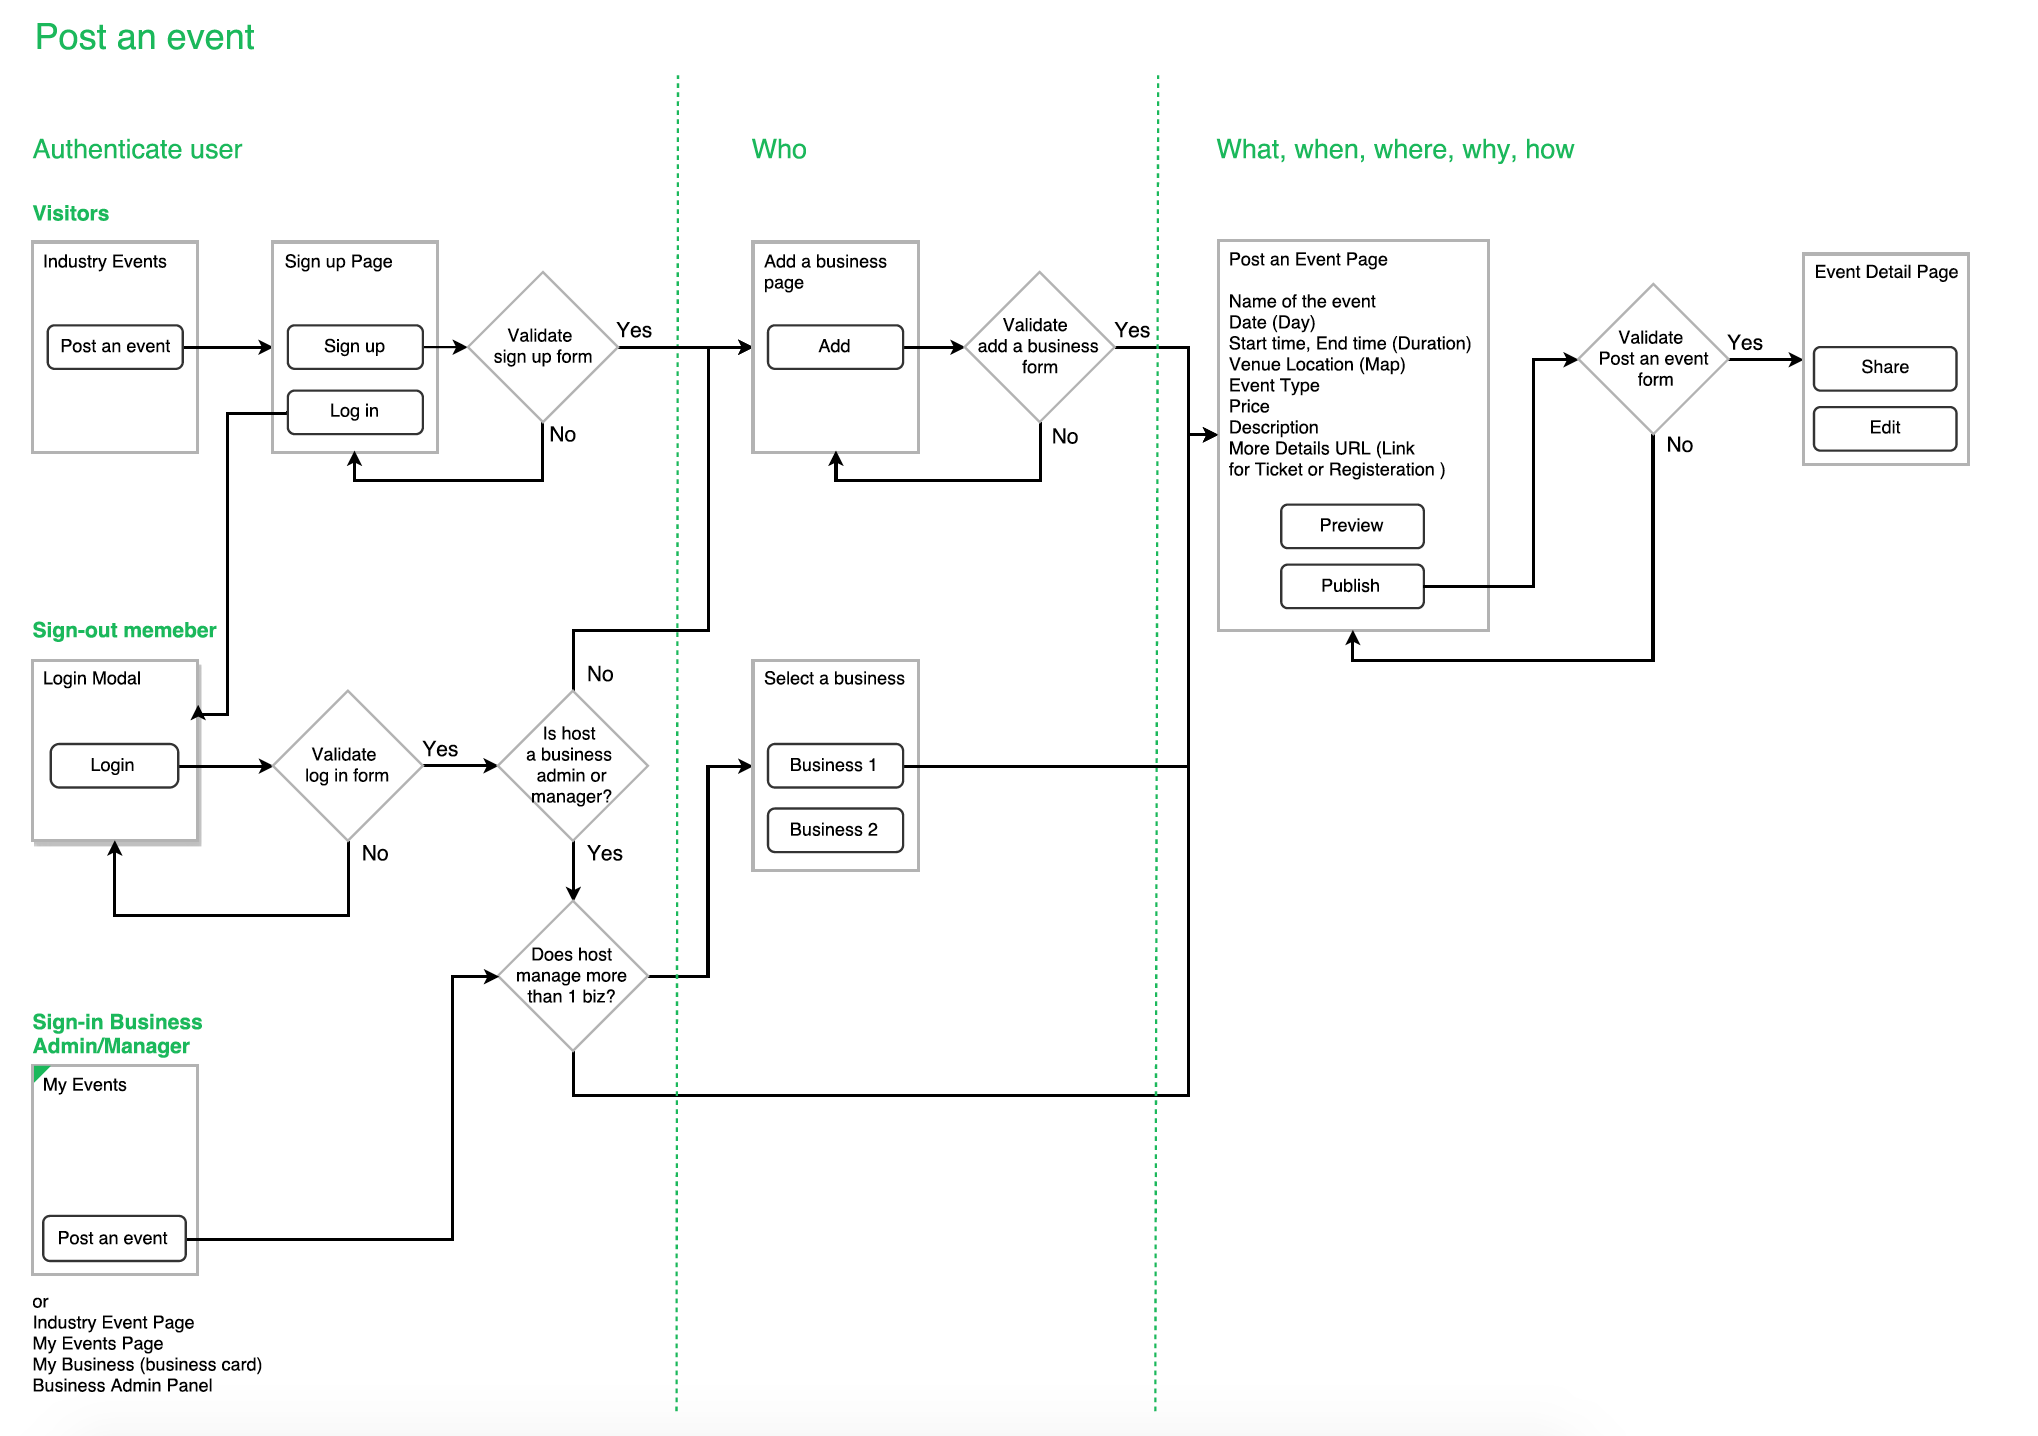 Post an event
Authenticate user
Who
What, when, where, why, how
Visitors
Industry Events
Post an event
Sign up Page
Sign up
Log in
Validate
sign up form
Yes
No
Add a business
page
Add
Validate
add a business
form
Yes
No
Post an Event Page
Name of the event
Date (Day)
Start time, End time (Duration)
Venue Location (Map)
Event Type
Price
Description
More Details URL (Link
for Ticket or Registeration )
Preview
Publish
Validate
Post an event
form
Yes
No
Event Detail Page
Share
Edit
Sign-out memeber
Login Modal
Login
Validate
log in form
Yes
No
Is host
a business
admin or
manager?
No
Yes
Select a business
Business 1
Business 2
Does host
manage more
than 1 biz?
Sign-in Business
Admin/Manager
My Events
Post an event
or
Industry Event Page
My Events Page
My Business (business card)
Business Admin Panel